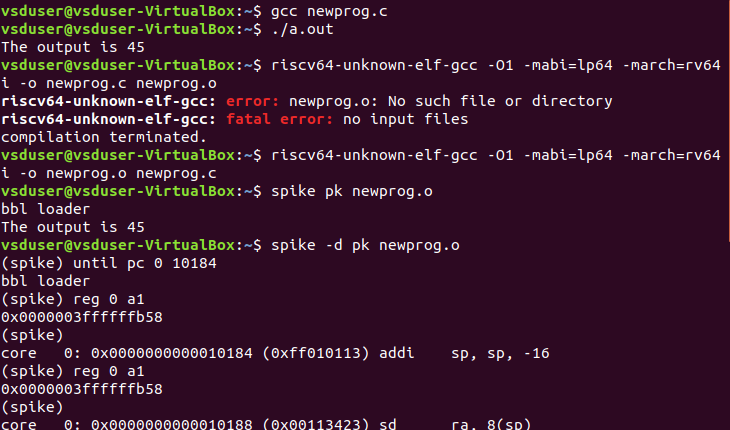 vsduser@vsduser-VirtualBox:~$ gcc newprog.c
vsduser@vsduser-VirtualBox:~$ ./a.out
The output is 45
vsduser@vsduser-VirtualBox:~$ riscv64-unknown-elf-gcc -O1 -mabi=lp64 -march=rv64
i -o newprog.c newprog.o
riscv64-unknown-elf-gcc: error: newprog.o: No such file or directory
riscv64-unknown-elf-gcc: fatal error: no input files
compilation terminated.
vsduser@vsduser-VirtualBox:~$ riscv64-unknown-elf-gcc -O1 -mabi=lp64 -march=rv64
i -o newprog.o newprog.c
vsduser@vsduser-VirtualBox:~$ spike pk newprog.o
bbl loader
The output is 45
vsduser@vsduser-VirtualBox:~$ spike -d pk newprog.o
(spike) until pc 0 10184
bbl loader
(spike) reg 0 a1
0x0000003ffffffb58
(spike)
core   0: 0x0000000000010184 (0xff010113) addi    sp, sp, -16
(spike) reg 0 a1
0x0000003ffffffb58
(spike)
core   0: 0x0000000000010188 (0x00113423) sd      ra, 8(sp)